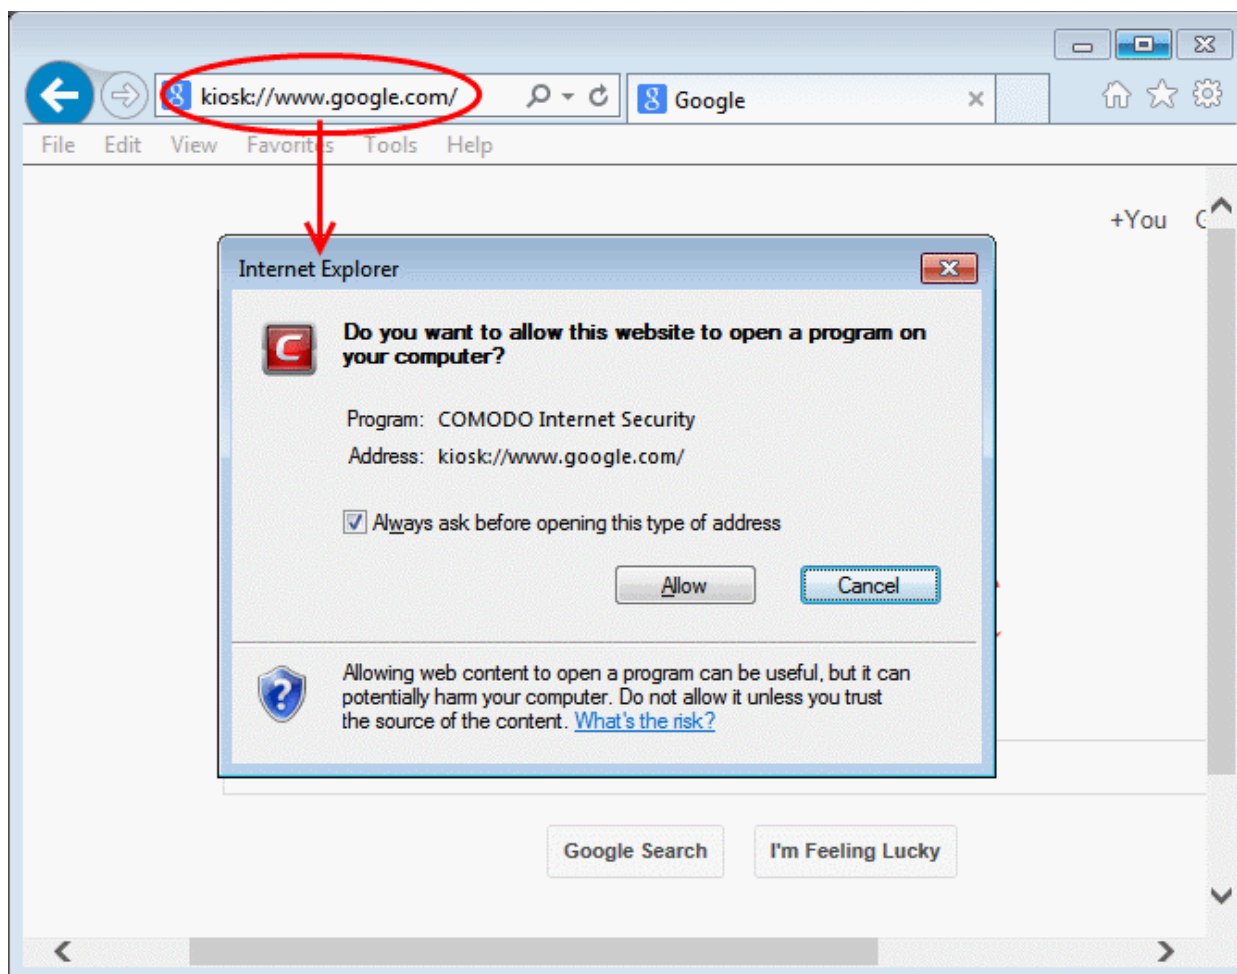 kiosk://www.google.com/
Google
File Edit View Favorites Tools Help
+You
Internet Explorer
Do you want to allow this website to open a program on
your computer?
Program: COMODO Internet Security
Address: kiosk://www.google.com/
Always ask before opening this type of address
Allow Cancel
Allowing web content to open a program can be useful, but it can
potentially harm your computer. Do not allow it unless you trust
the source of the content. What's the risk?
Google Search I'm Feeling Lucky